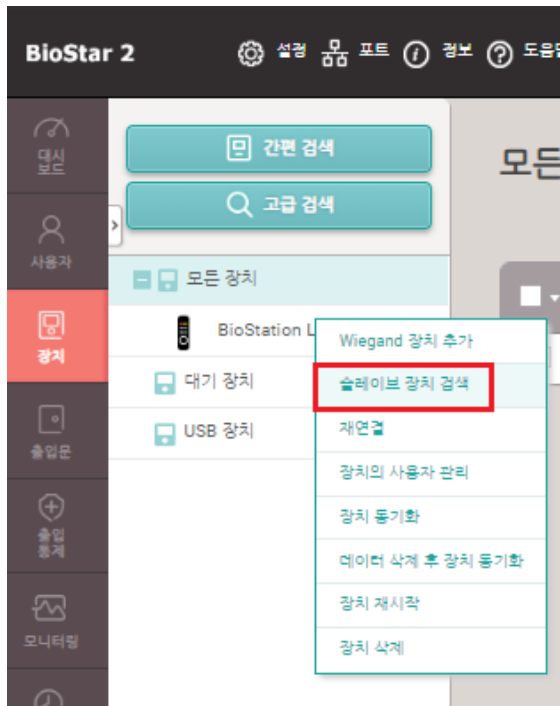 BioStar 2
설정
포트
정보
도움말
대시
보드
사용자
장치
출입문
출입
통제
모니터링
간편 검색
고급 검색
모든 장치
BioStation L
대기 장치
USB 장치
모든
Wiegand 장치 추가
슬레이브 장치 검색
재연결
장치의 사용자 관리
장치 동기화
데이터 삭제 후 장치 동기화
장치 재시작
장치 삭제